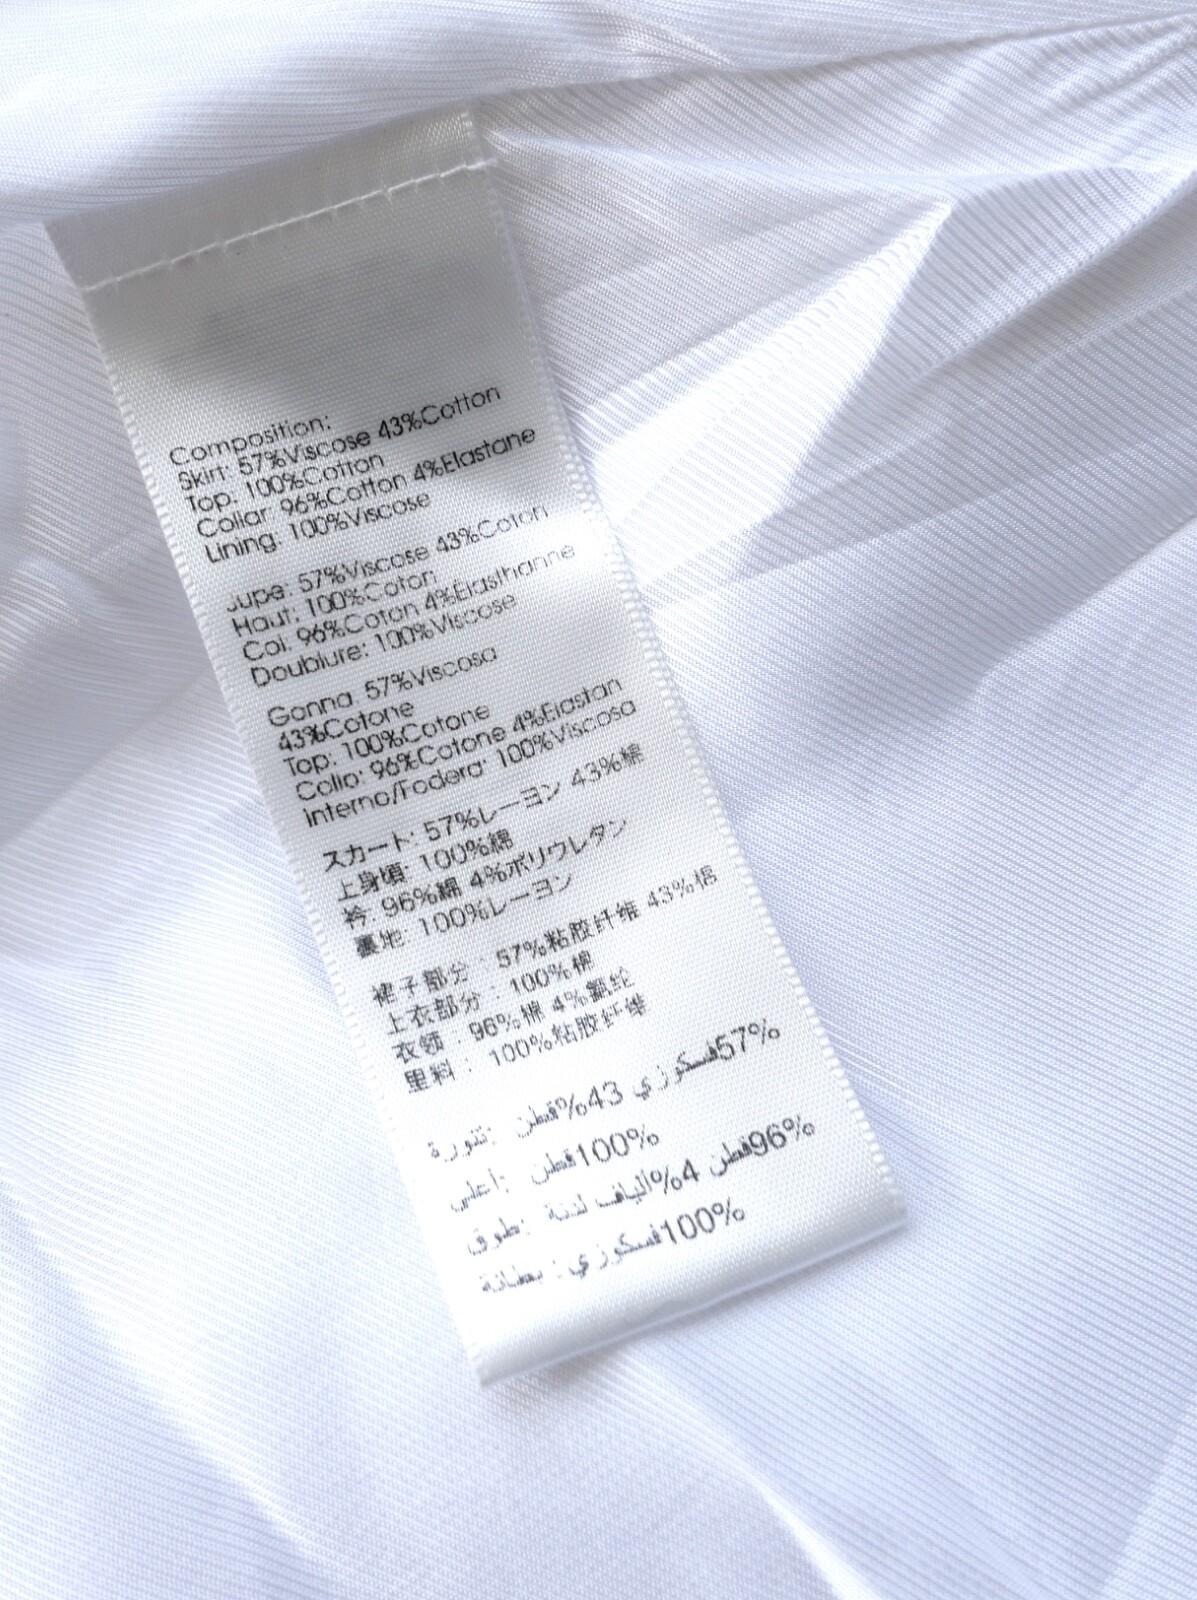 Composition:
Skirt: 57%Viscose 43%Cotton
Top: 100%Cotton
Collar: 96%Cotton 4%Elastane
Lining: 100%Viscose
Jupe: 57%Viscose 43%Coton
Haut: 100%Coton
Col: 96%Coton 4%Elasthanne
Doublure: 100%Viscose
Gonna: 57%Viscosa
43%Cotone
Top: 100%Cotone
Collo: 96%Cotone 4%Elastan
Interno/Fodera: 100%Viscosa
スカート: 57%レーヨン 43%綿
上身頃: 100%綿
衿: 96%綿 4%ポリウレタン
裏地: 100%レーヨン
裙子部分 : 57%粘胶纤维 43%棉
上衣部分 : 100%棉
衣领 : 96%棉 4%氨纶
里料 : 100%粘胶纤维
تنورة: 57%فسكوزي 43%قطن
أعلى: 100%قطن
طوق: 96%قطن 4%الياف لدنة
بطانة : 100%فسكوزي